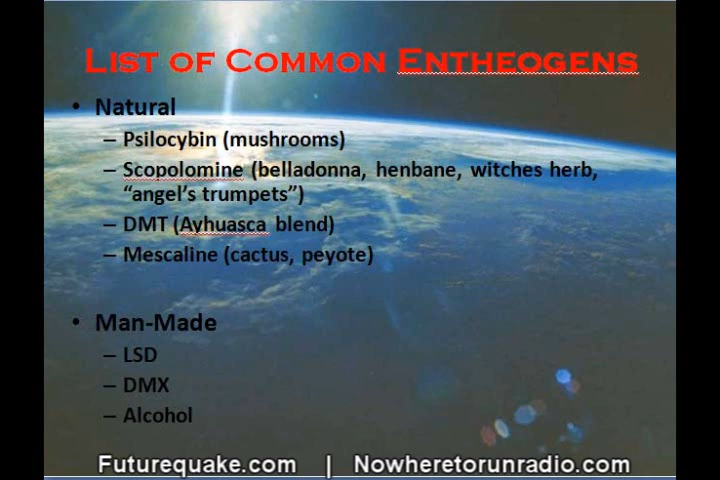 LIST OF COMMON ENTHEOGENS
• Natural
– Psilocybin (mushrooms)
– Scopolomine (belladonna, henbane, witches herb,
“angel’s trumpets”)
– DMT (Ayhuasca blend)
– Mescaline (cactus, peyote)
• Man-Made
– LSD
– DMX
– Alcohol
Futurequake.com | Nowheretorunradio.com